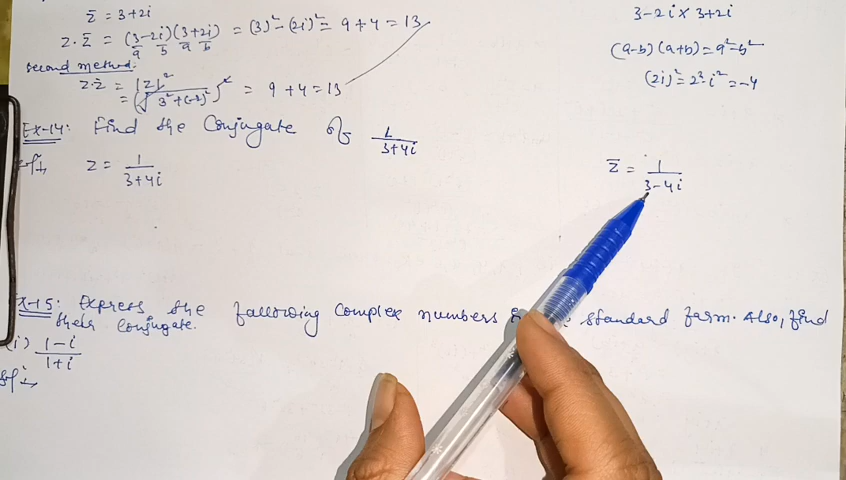 z̄ = 3+2i
z·z̄ = (3-2i)(3+2i) = (3)² - (2i)² = 9+4 = 13
a b a b
Second method:
z·z̄ = |z|²
= (√3²+(-2)²)² = 9+4 = 13
3-2i × 3+2i
(a-b)(a+b) = a²-b²
(2i)² = 2²·i² = -4
Ex-14: Find the Conjugate of 1/3+4i
z = 1/3+4i
z̄ = 1/3-4i
Ex-15: Express the following complex numbers standard form. Also, find
their conjugate.
(i) 1-i/1+i